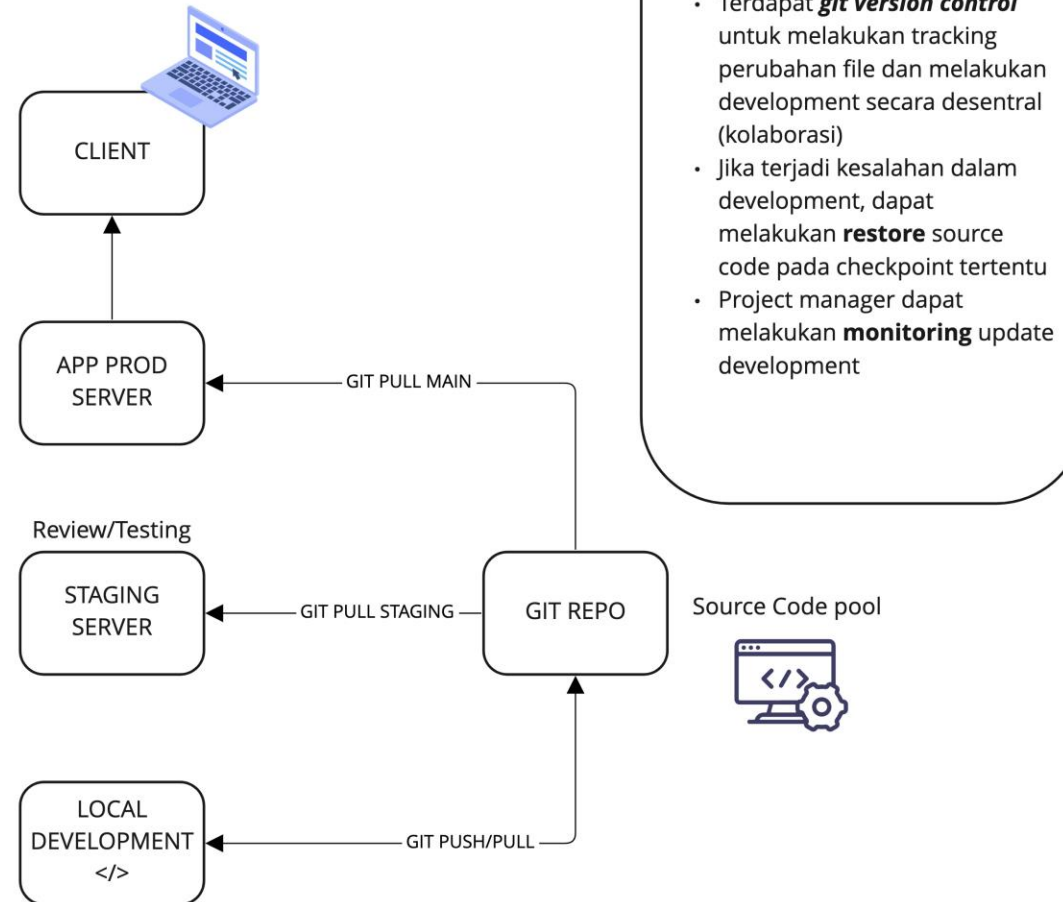 • Terdapat git version control
untuk melakukan tracking
perubahan file dan melakukan
development secara desentral
(kolaborasi)
• Jika terjadi kesalahan dalam
development, dapat
melakukan restore source
code pada checkpoint tertentu
• Project manager dapat
melakukan monitoring update
development
CLIENT
APP PROD
SERVER
GIT PULL MAIN
Review/Testing
STAGING
SERVER
GIT PULL STAGING
GIT REPO
Source Code pool
</>
LOCAL
DEVELOPMENT
</>
GIT PUSH/PULL